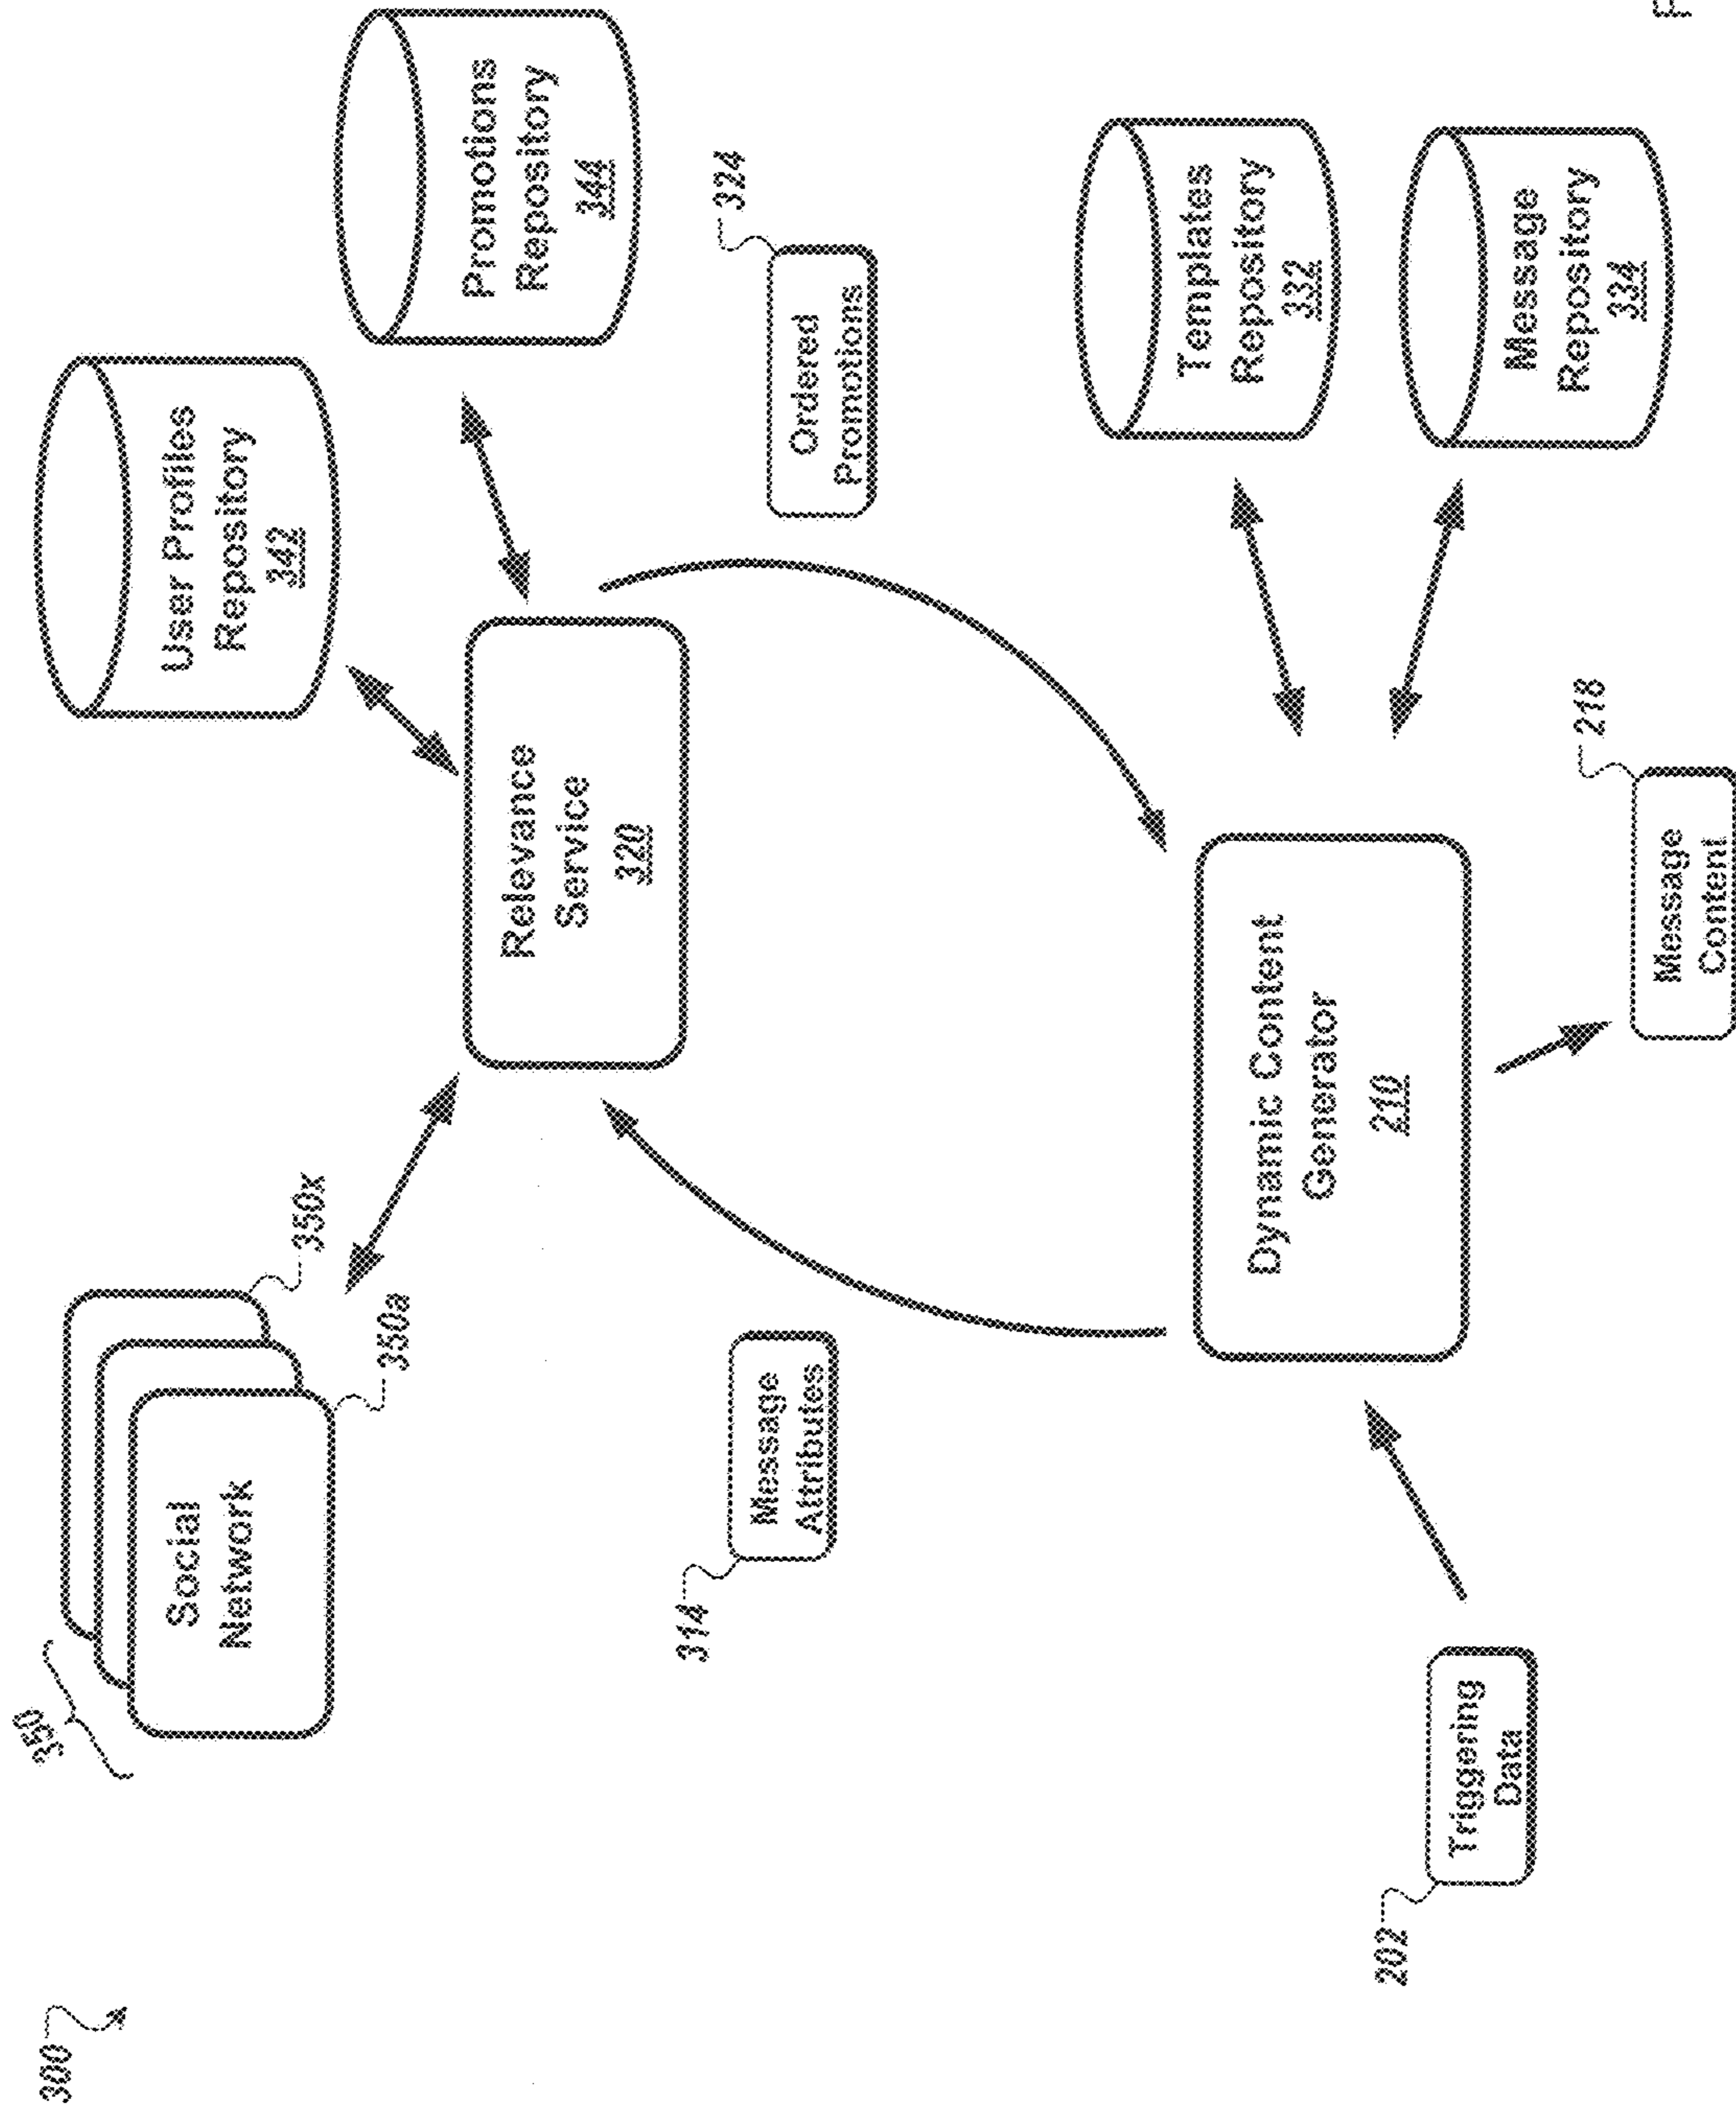 300
350
Social
Network
350a
350x
User Profiles
Repository
342
Promotions
Repository
344
Relevance
Service
320
314
Message
Attributes
Ordered
Promotions
324
202
Triggering
Data
Dynamic Content
Generator
210
Templates
Repository
332
Message
Repository
334
Message
Content
218